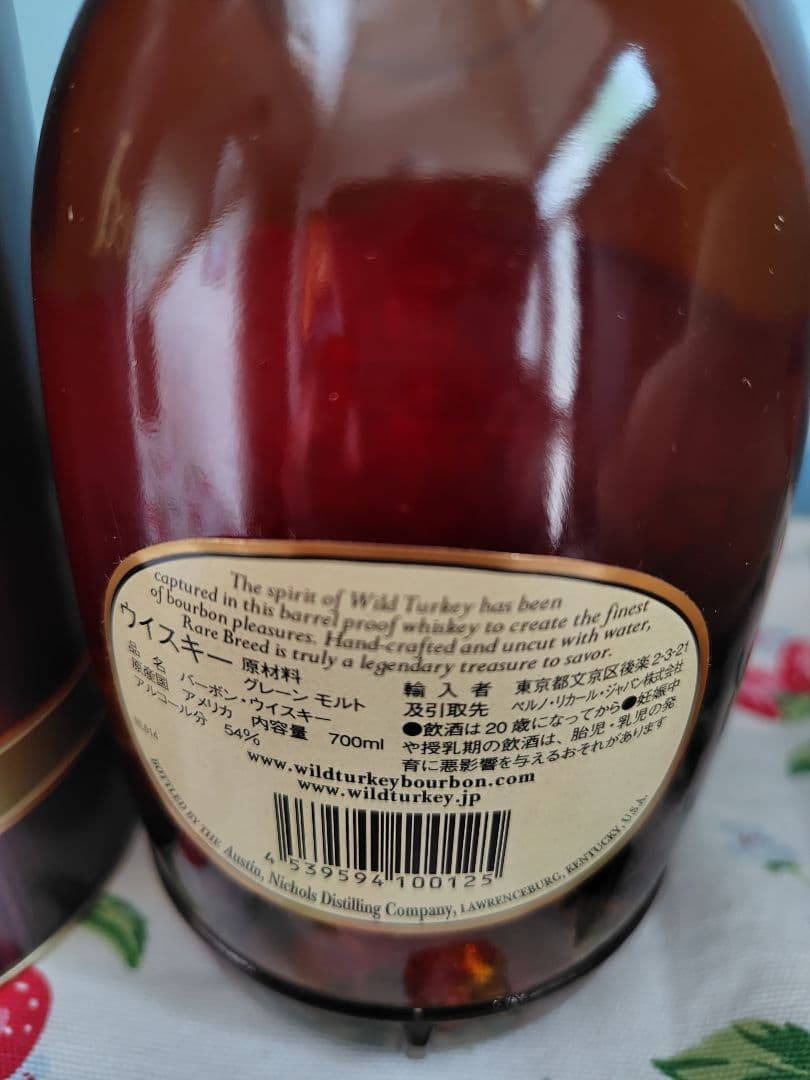 The spirit of Wild Turkey has been
captured in this barrel proof whiskey to create the finest
of bourbon pleasures. Hand-crafted and uncut with water,
Rare Breed is truly a legendary treasure to savor.
ウイスキー 原材料
グレーン モルト
品 名 バーボン・ウイスキー
原産国 アメリカ 内容量 700ml
アルコール分 54%
輸入者 東京都文京区後楽2-3-21
及引取先 ペルノ・リカール・ジャパン株式会社
●飲酒は20歳になってから●妊娠中
や授乳期の飲酒は、胎児・乳児の発
育に悪影響を与えるおそれがあります
www.wildturkeybourbon.com
www.wildturkey.jp
4 539594 100125
BOTTLED BY THE Austin, Nichols Distilling Company, LAWRENCEBURG, KENTUCKY, U.S.A.